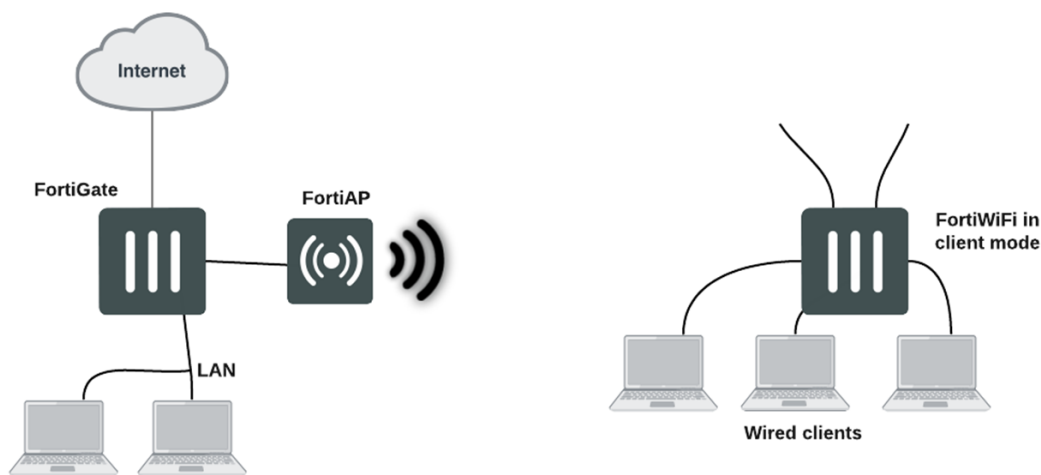 Internet
FortiGate
FortiAP
LAN
FortiWiFi in
client mode
Wired clients